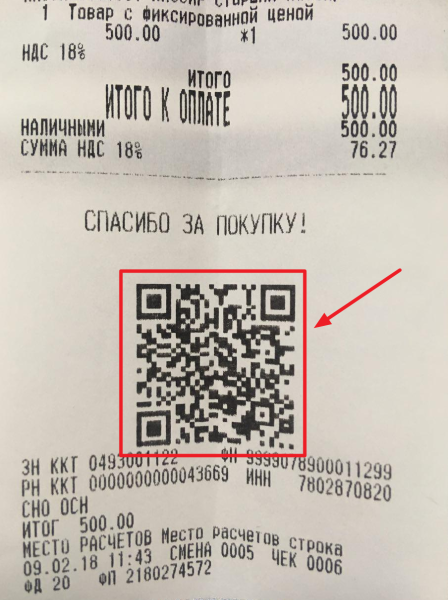 1 Товар с фиксированной ценой
500.00 *1 500.00
НДС 18%
ИТОГО 500.00
ИТОГО К ОПЛАТЕ 500.00
НАЛИЧНЫМИ 500.00
СУММА НДС 18% 76.27
СПАСИБО ЗА ПОКУПКУ!
ЗН ККТ 0493001122 ФН 9999078900011299
РН ККТ 0000000000043669 ИНН 7802870820
СНО ОСН
ИТОГ 500.00
МЕСТО РАСЧЕТОВ Место расчетов строка
09.02.18 11:43 СМЕНА 0005 ЧЕК 0006
ФД 20 ФП 2180274572